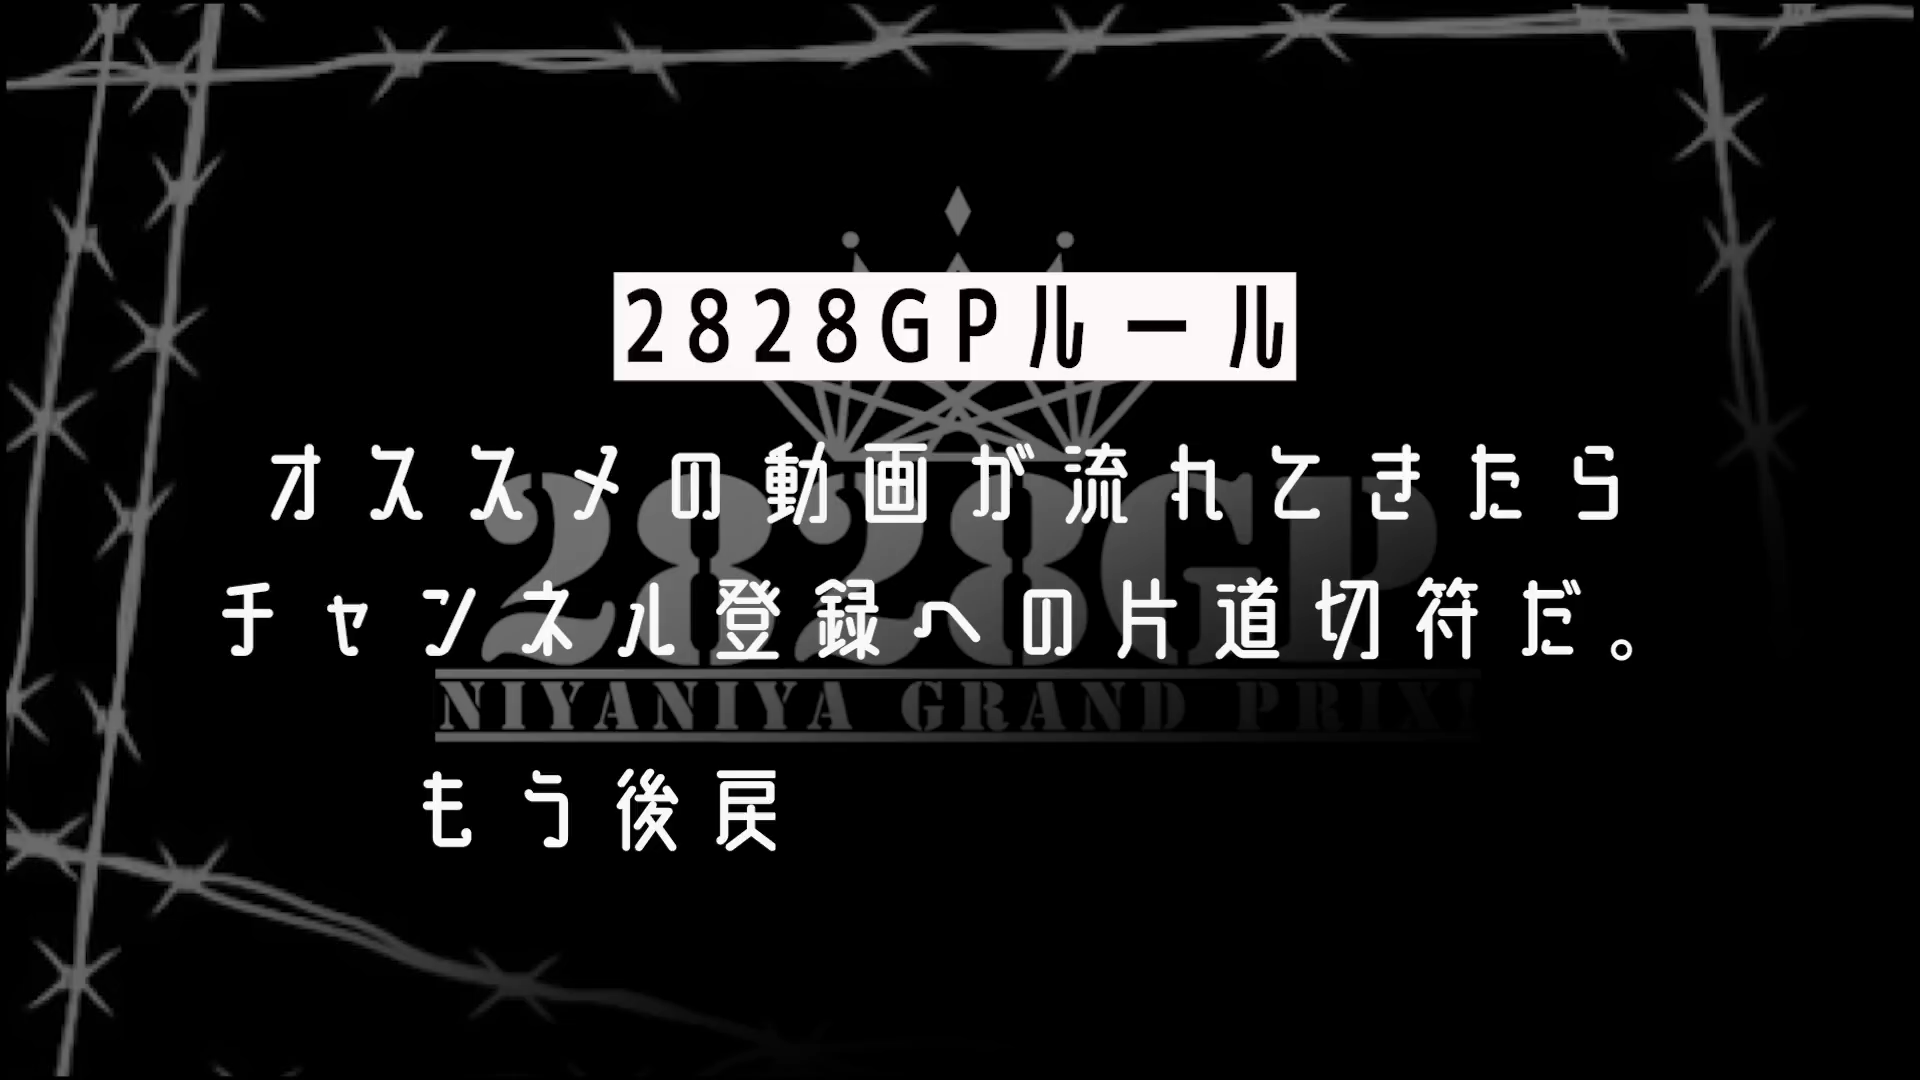 2828GPルール
オススメの動画が流れてきたら
チャンネル登録への片道切符だ。
もう後戻
2828GP
NIYANIYA GRAND PRIX!